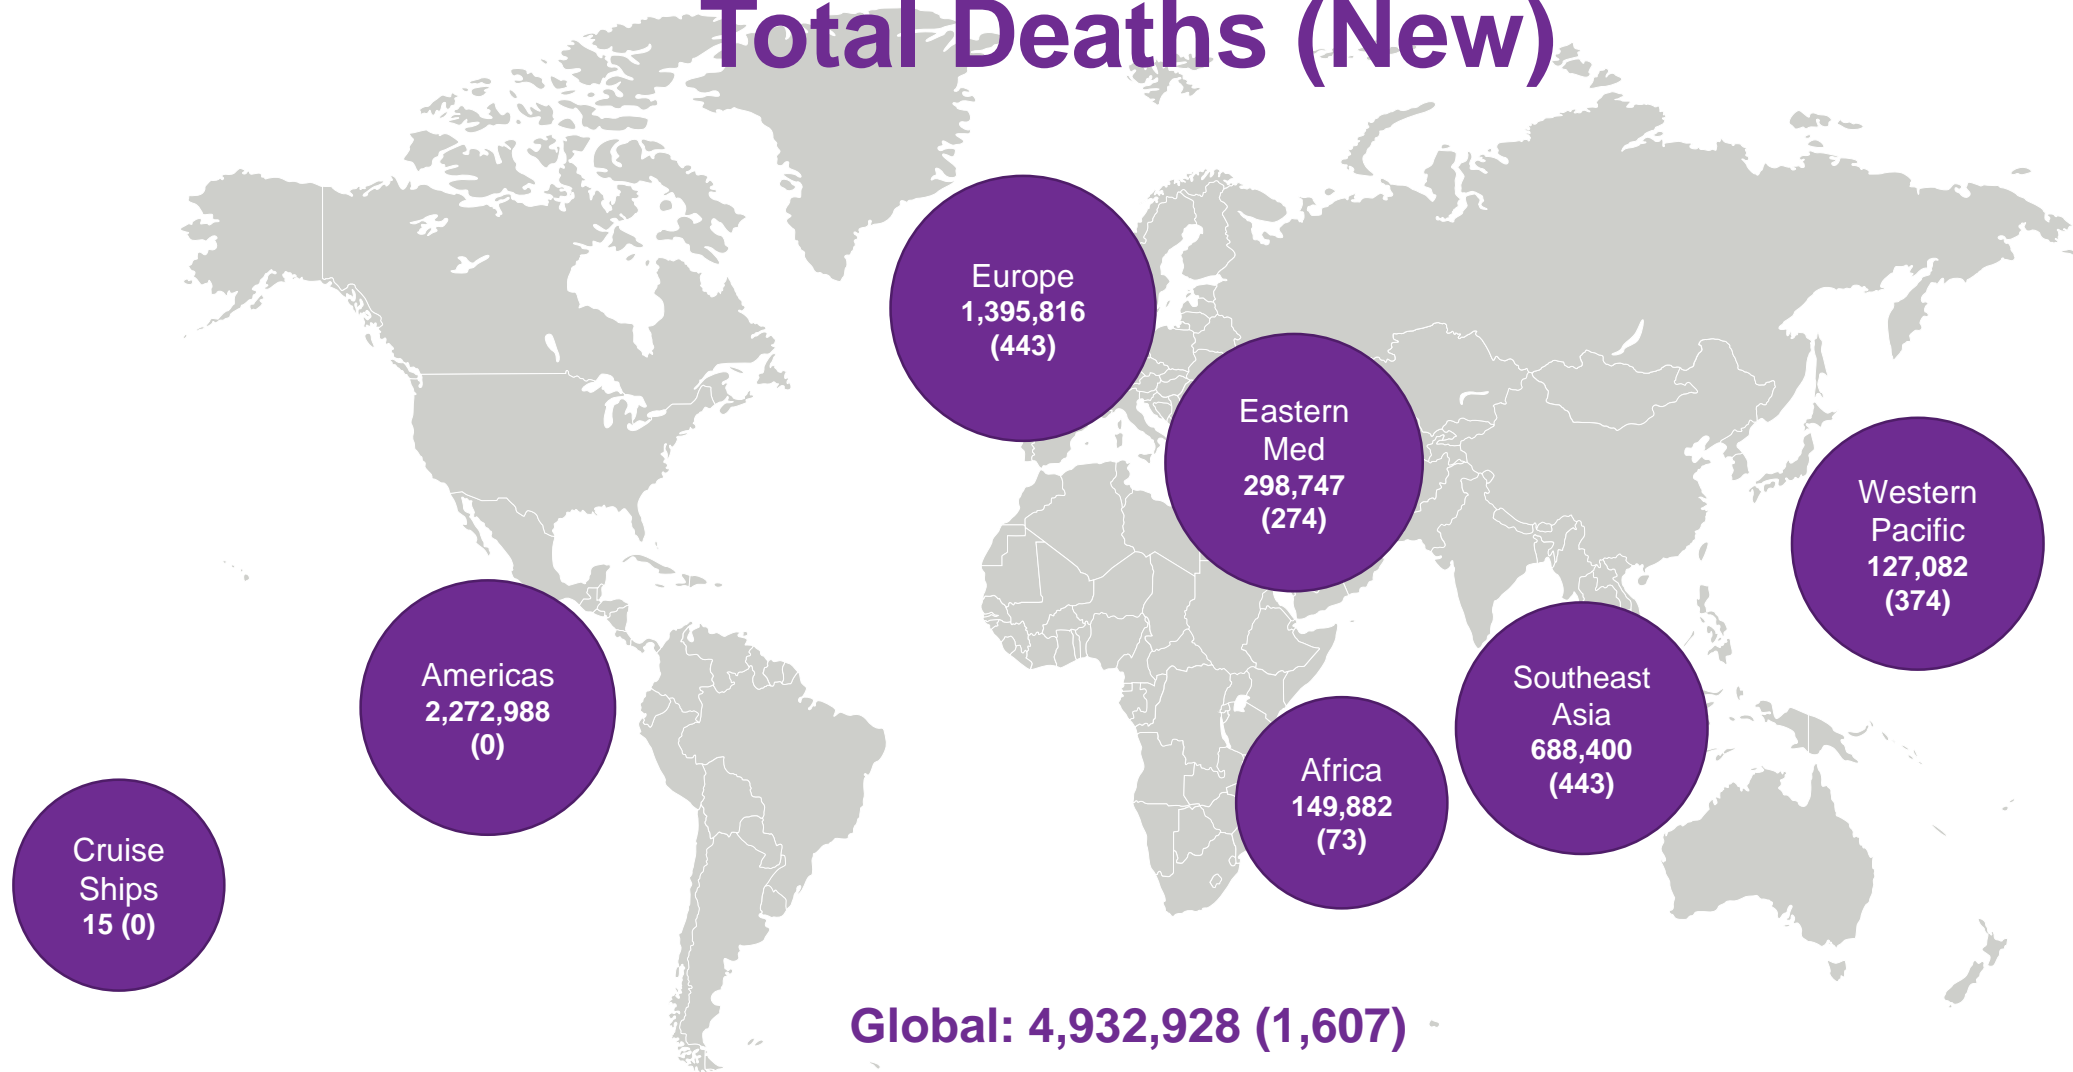 Total Deaths (New)
Europe
1,395,816
(443)
Eastern
Med
298,747
(274)
Western
Pacific
127,082
(374)
Americas
2,272,988
(0)
Southeast
Asia
688,400
(443)
Africa
149,882
(73)
Cruise
Ships
15 (0)
Global: 4,932,928 (1,607)